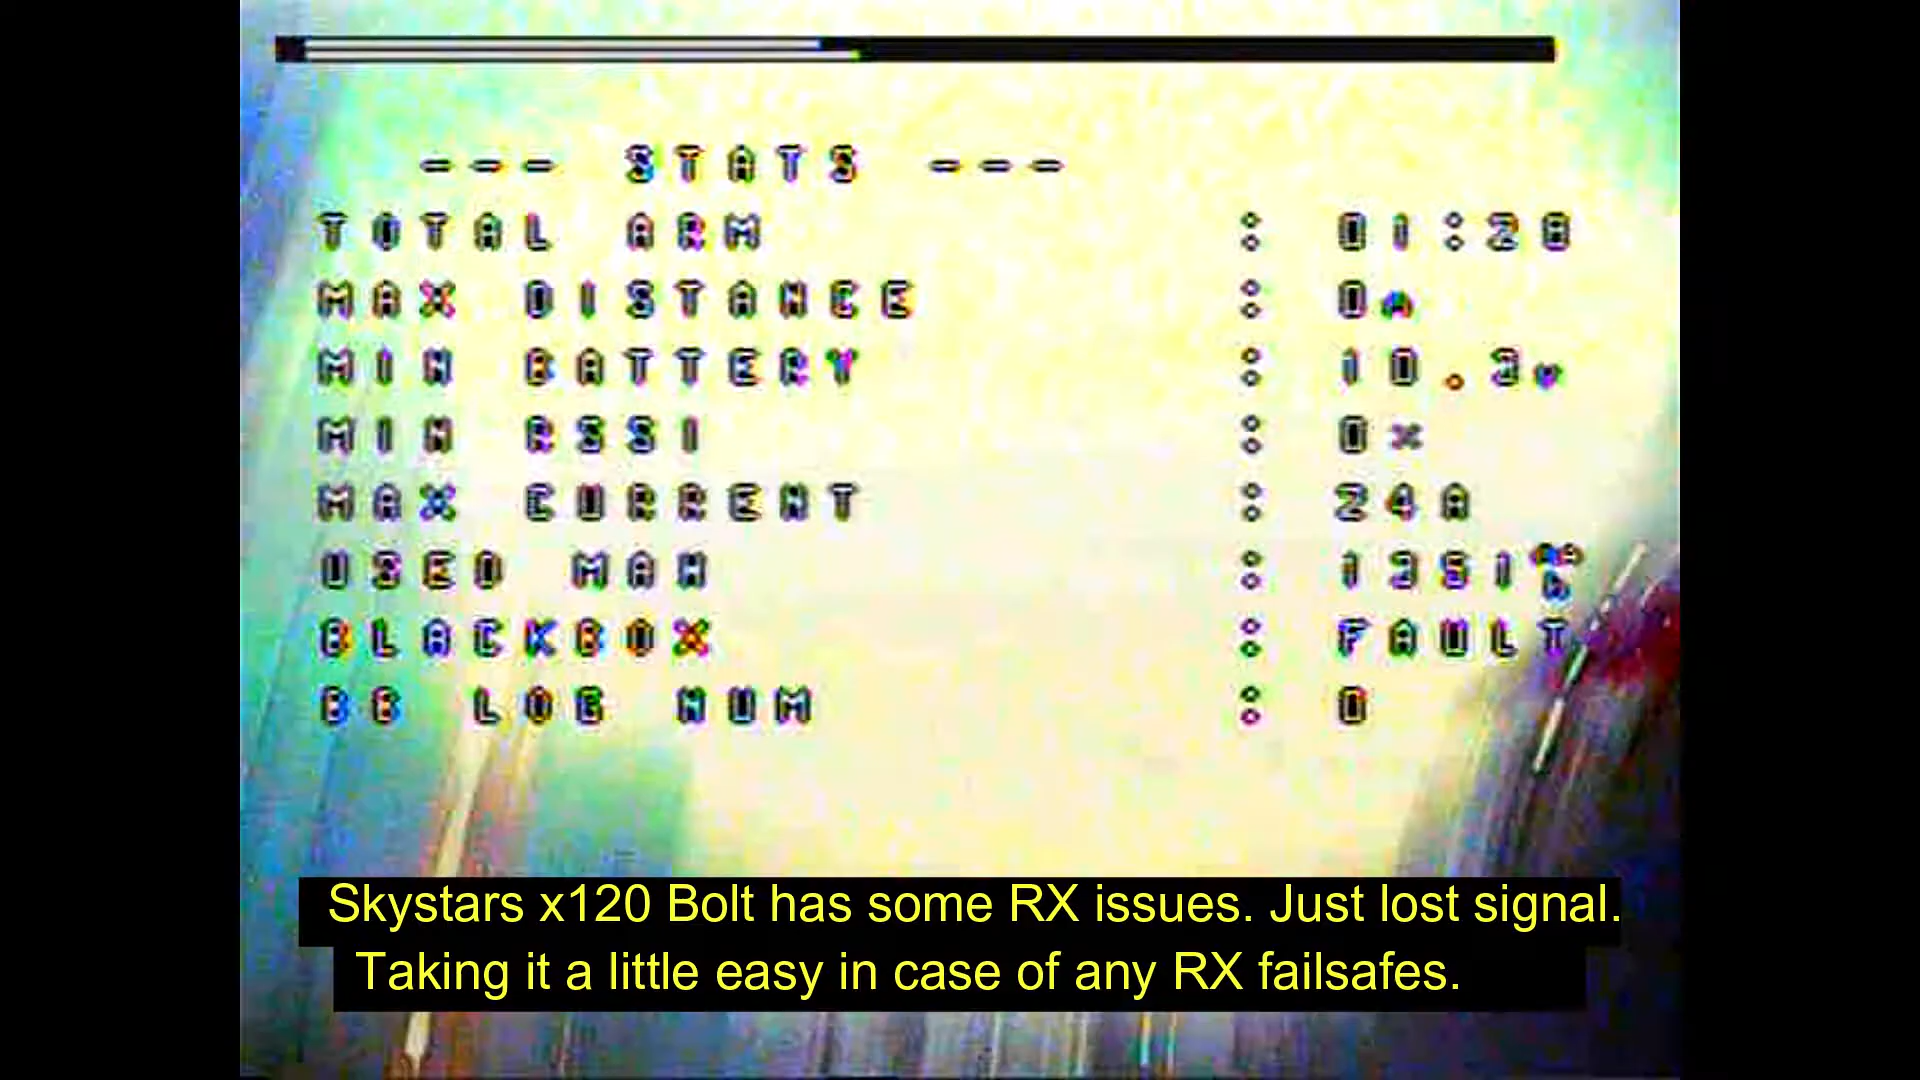 --- STATS ---
TOTAL ARM : 01:28
MAX DISTANCE : 0
MIN BATTERY : 10.3V
MIN RSSI : 0%
MAX CURRENT : 24A
USED MAH : 1351mAh
BLACKBOX : FAULT
BB LOG NUM : 0
Skystars x120 Bolt has some RX issues. Just lost signal.
Taking it a little easy in case of any RX failsafes.